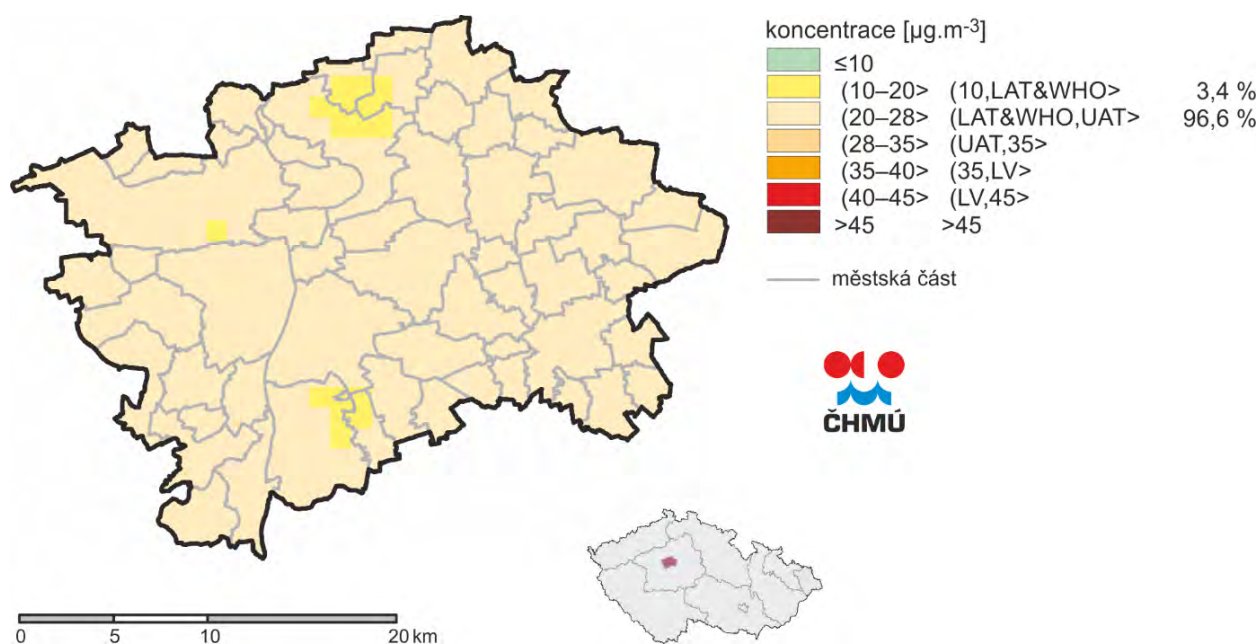 koncentrace [µg.m-3]
≤10
(10–20> (10,LAT&WHO> 3,4 %
(20–28> (LAT&WHO,UAT> 96,6 %
(28–35> (UAT,35>
(35–40> (35,LV>
(40–45> (LV,45>
>45 >45
městská část
ČHMÚ
0 5 10 20 km